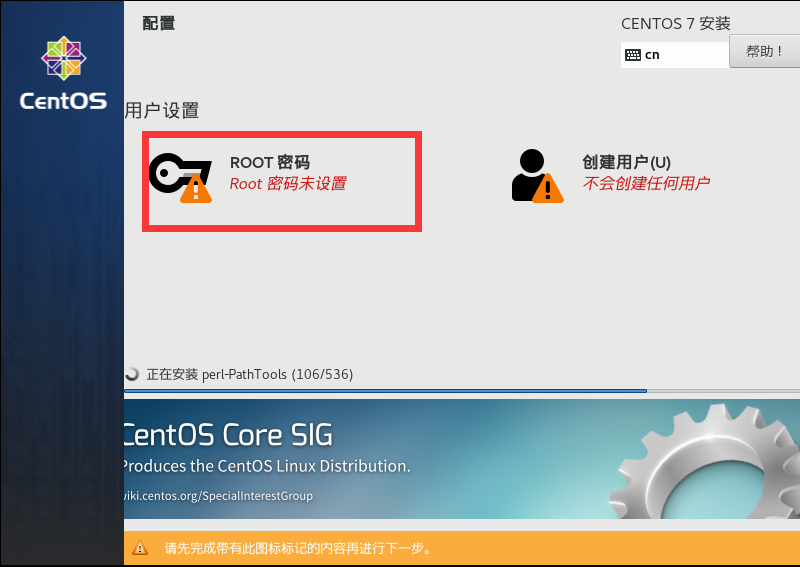 配置
CENTOS 7 安装
cn
帮助！
CentOS
用户设置
ROOT 密码
Root 密码未设置
创建用户(U)
不会创建任何用户
正在安装 perl-PathTools (106/536)
CentOS Core SIG
Produces the CentOS Linux Distribution.
wiki.centos.org/SpecialInterestGroup
请先完成带有此图标标记的内容再进行下一步。